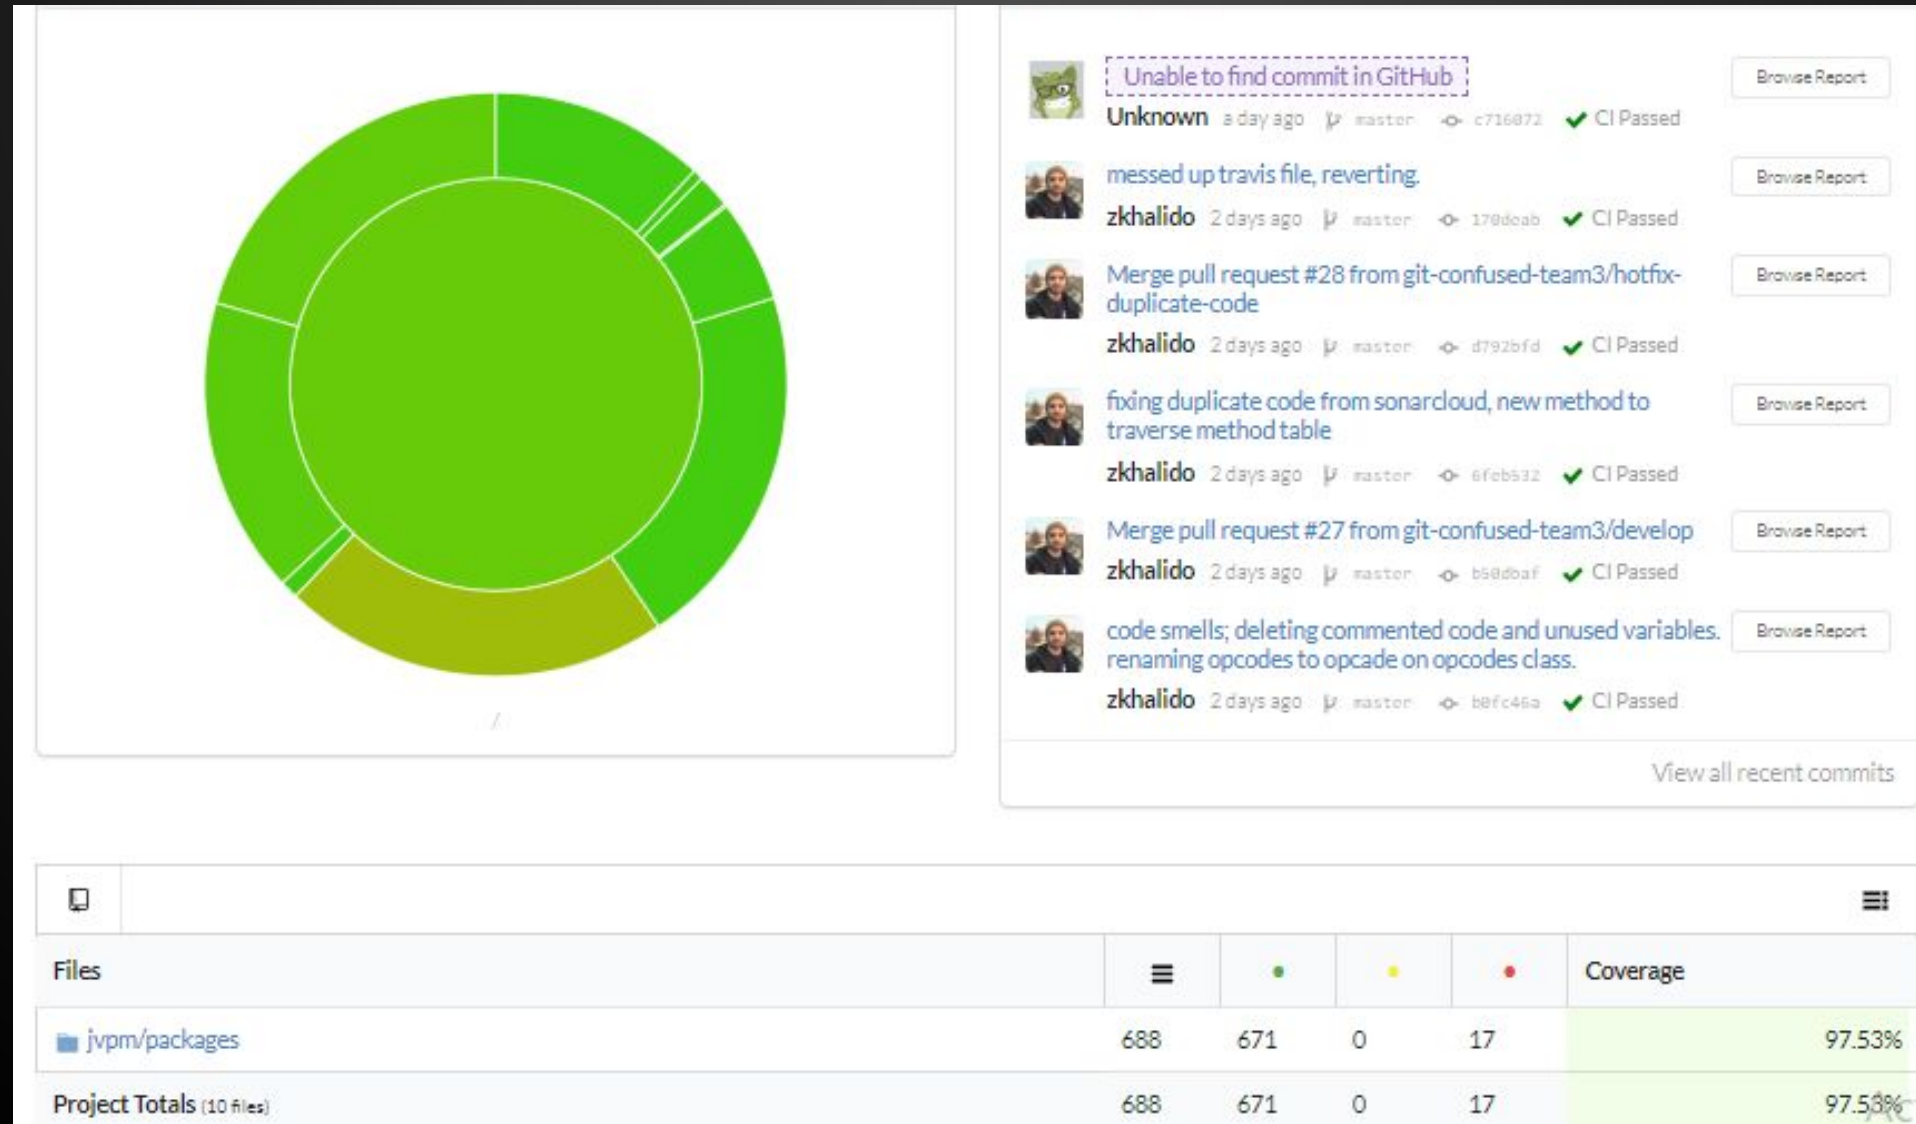 /
Unable to find commit in GitHub
Browse Report
Unknown a day ago master c716072 CI Passed
messed up travis file, reverting.
Browse Report
zkhalido 2 days ago master CI Passed
Merge pull request #28 from git-confused-team3/hotfix-
duplicate-code
Browse Report
zkhalido 2 days ago master d792bfd CI Passed
fixing duplicate code from sonarcloud, new method to
traverse method table
Browse Report
zkhalido 2 days ago master 6feb532 CI Passed
Merge pull request #27 from git-confused-team3/develop
Browse Report
zkhalido 2 days ago master b50dbaf CI Passed
code smells; deleting commented code and unused variables.
renaming opcodes to opcade on opcodes class.
Browse Report
zkhalido 2 days ago master b0fc46a CI Passed
View all recent commits
Files Coverage
jvpm/packages 688 671 0 17 97.53%
Project Totals (10 files) 688 671 0 17 97.53%